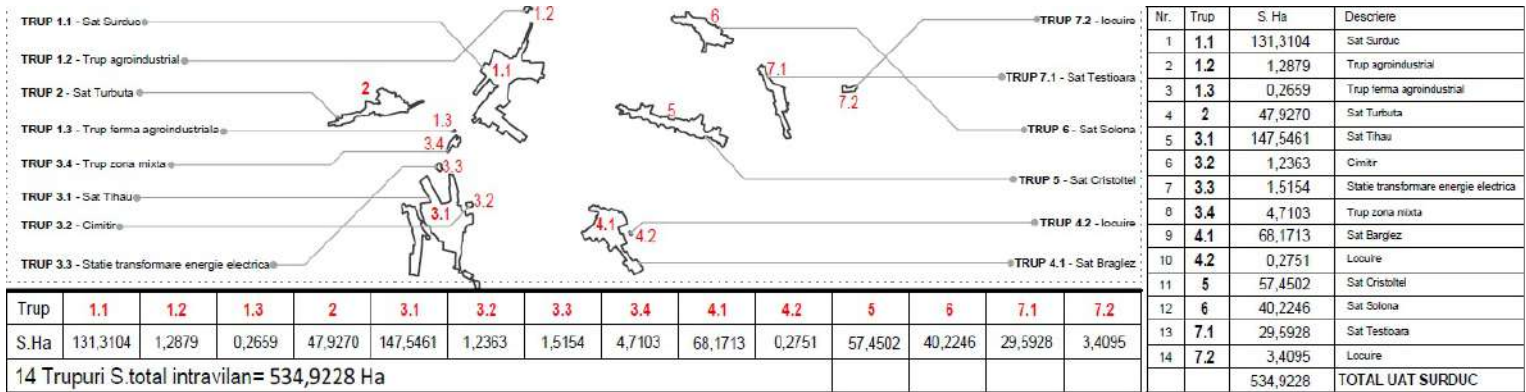 TRUP 1.1 - Sat Surduc
TRUP 1.2 - Trup agroindustrial
TRUP 2 - Sat Turbuta
TRUP 1.3 - Trup ferma agroindustriala
TRUP 3.4 - Trup zona mixta
TRUP 3.1 - Sat Tihau
TRUP 3.2 - Cimitir
TRUP 3.3 - Statie transformare energie electrica
1.2
1.1
2
1.3
3.4
3.3
3.1
3.2
6
7.1
7.2
5
4.1
4.2
TRUP 7.2 - locuire
TRUP 7.1 - Sat Testioara
TRUP 6 - Sat Solona
TRUP 5 - Sat Cristoltel
TRUP 4.2 - locuire
TRUP 4.1 - Sat Braglez
Trup 1.1 1.2 1.3 2 3.1 3.2 3.3 3.4 4.1 4.2 5 6 7.1 7.2
S.Ha 131,3104 1,2879 0,2659 47,9270 147,5461 1,2363 1,5154 4,7103 68,1713 0,2751 57,4502 40,2246 29,5928 3,4095
14 Trupuri S.total intravilan= 534,9228 Ha
Nr. Trup S. Ha Descriere
1 1.1 131,3104 Sat Surduc
2 1.2 1,2879 Trup agroindustrial
3 1.3 0,2659 Trup ferma agroindustrial
4 2 47,9270 Sat Turbuta
5 3.1 147,5461 Sat Tihau
6 3.2 1,2363 Cimitir
7 3.3 1,5154 Statie transformare energie electrica
8 3.4 4,7103 Trup zona mixta
9 4.1 68,1713 Sat Barglez
10 4.2 0,2751 Locuire
11 5 57,4502 Sat Cristoltel
12 6 40,2246 Sat Solona
13 7.1 29,5928 Sat Testoara
14 7.2 3,4095 Locuire
534,9228 TOTAL UAT SURDUC